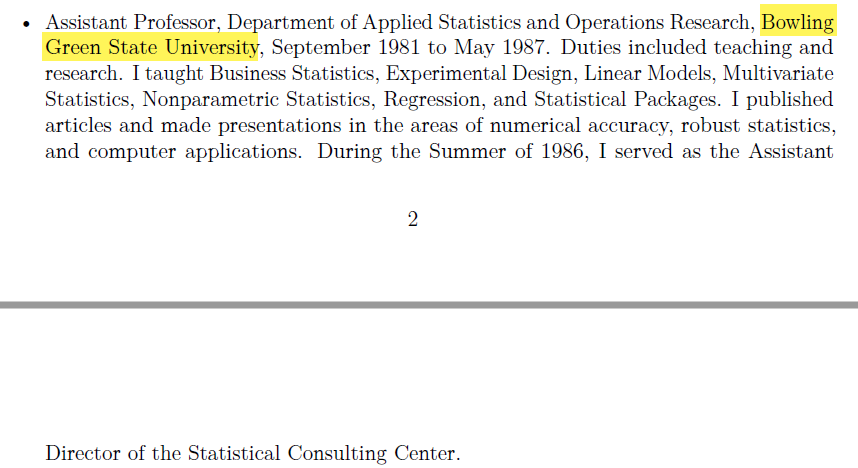 • Assistant Professor, Department of Applied Statistics and Operations Research, Bowling
Green State University, September 1981 to May 1987. Duties included teaching and
research. I taught Business Statistics, Experimental Design, Linear Models, Multivariate
Statistics, Nonparametric Statistics, Regression, and Statistical Packages. I published
articles and made presentations in the areas of numerical accuracy, robust statistics,
and computer applications. During the Summer of 1986, I served as the Assistant
2
Director of the Statistical Consulting Center.